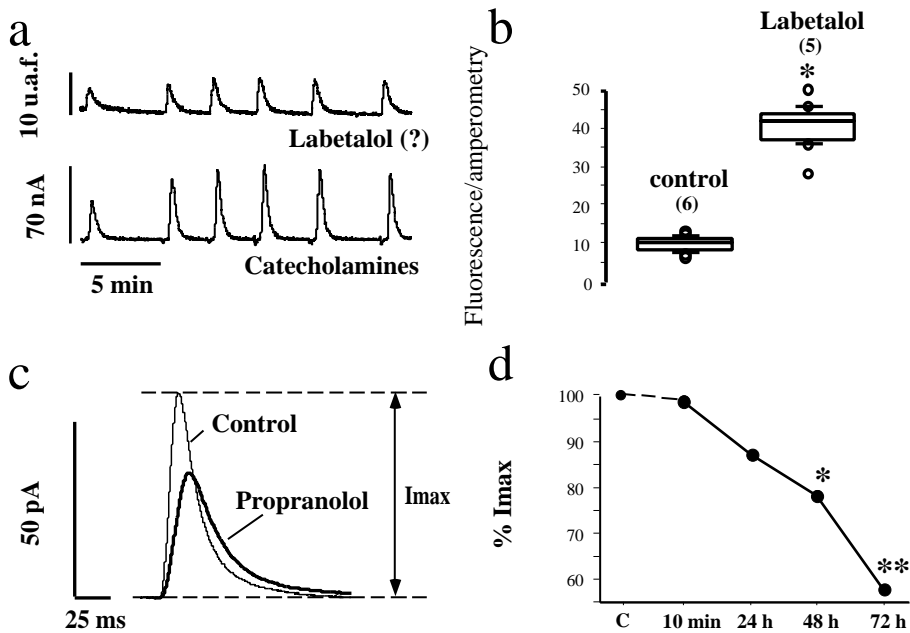 a
10 u.a.f.
Labetalol (?)
70 nA
Catecholamines
5 min
b
Labetalol
(5)
*
Fluorescence/amperometry
50
40
30
20
10
0
control
(6)
c
Control
Propranolol
Imax
50 pA
25 ms
d
% Imax
100
90
80
70
60
*
**
C
10 min
24 h
48 h
72 h